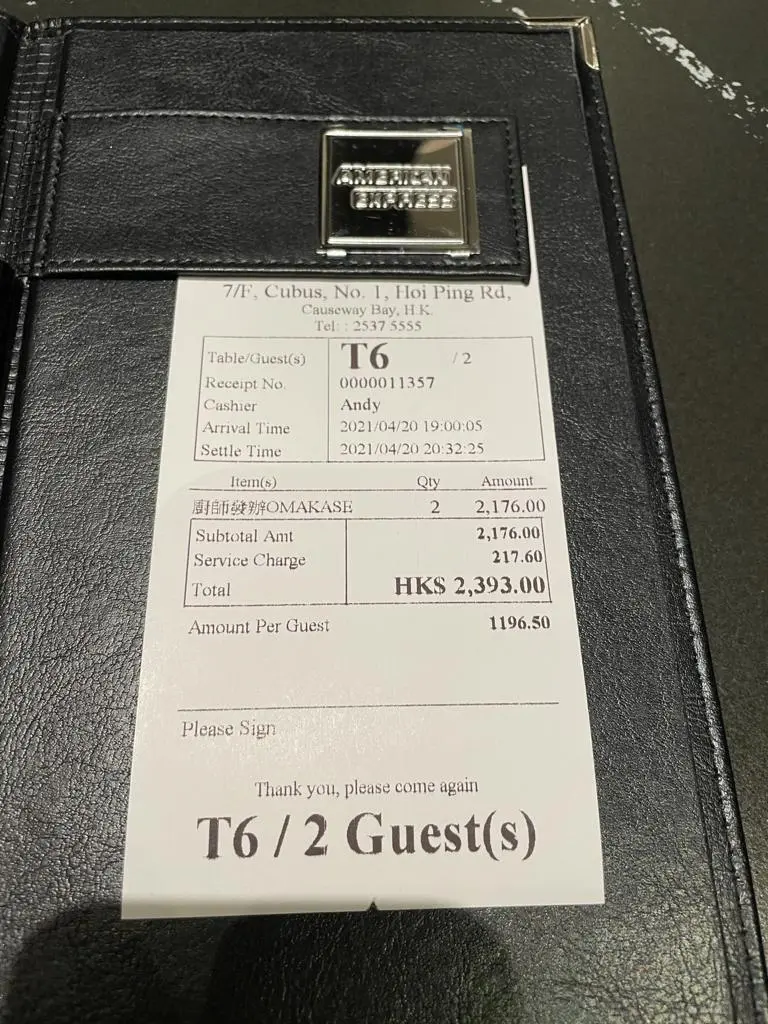 AMERICAN
EXPRESS
7/F, Cubus, No. 1, Hoi Ping Rd,
Causeway Bay, H.K.
Tel: : 2537 5555
Table/Guest(s) T6 / 2
Receipt No. 0000011357
Cashier Andy
Arrival Time 2021/04/20 19:00:05
Settle Time 2021/04/20 20:32:25
Item(s) Qty Amount
廚師發辦OMAKASE 2 2,176.00
Subtotal Amt 2,176.00
Service Charge 217.60
Total HK$ 2,393.00
Amount Per Guest 1196.50
Please Sign
Thank you, please come again
T6 / 2 Guest(s)